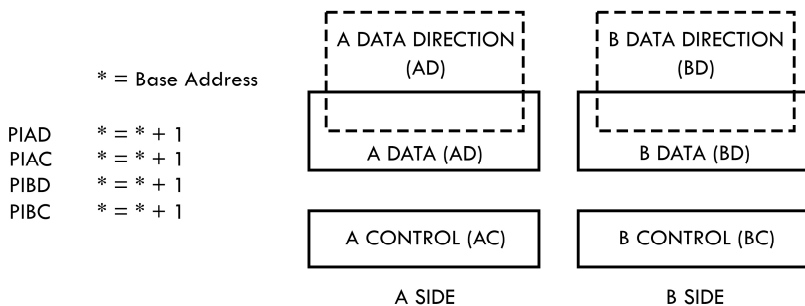 * = Base Address
PIAD * = * + 1
PIAC * = * + 1
PIBD * = * + 1
PIBC * = * + 1
A DATA DIRECTION
(AD)
A DATA (AD)
A CONTROL (AC)
A SIDE
B DATA DIRECTION
(BD)
B DATA (BD)
B CONTROL (BC)
B SIDE